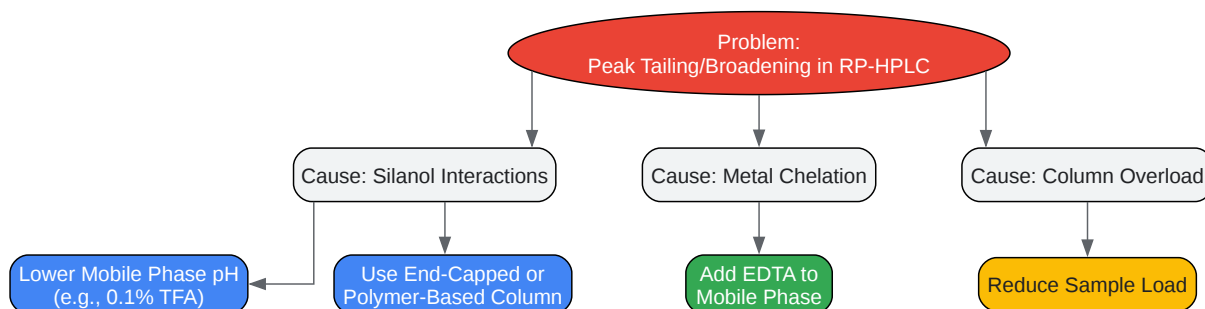 Problem:
Peak Tailing/Broadening in RP-HPLC
Cause: Silanol Interactions
Cause: Metal Chelation
Cause: Column Overload
Lower Mobile Phase pH
(e.g., 0.1% TFA)
Use End-Capped or
Polymer-Based Column
Add EDTA to
Mobile Phase
Reduce Sample Load